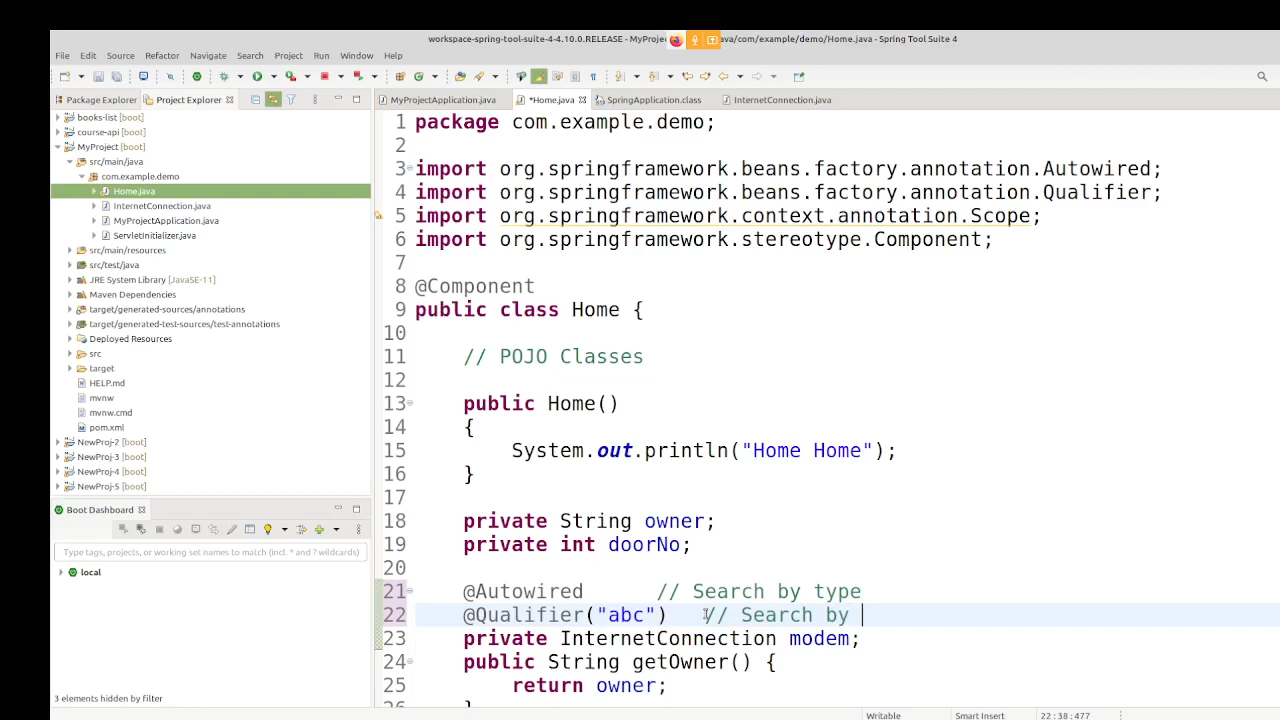 workspace-spring-tool-suite-4-4.10.0.RELEASE - MyProje ava/com/example/demo/Home.java - Spring Tool Suite 4
File Edit Source Refactor Navigate Search Project Run Window Help
Package Explorer Project Explorer
MyProjectApplication.java *Home.java SpringApplication.class InternetConnection.java
books-list [boot]
course-api [boot]
MyProject [boot]
src/main/java
com.example.demo
Home.java
InternetConnection.java
MyProjectApplication.java
ServletInitializer.java
src/main/resources
src/test/java
JRE System Library [JavaSE-11]
Maven Dependencies
target/generated-sources/annotations
target/generated-test-sources/test-annotations
Deployed Resources
src
target
HELP.md
mvnw
mvnw.cmd
pom.xml
NewProj-2 [boot]
NewProj-3 [boot]
NewProj-4 [boot]
NewProj-5 [boot]
Boot Dashboard
Type tags, projects, or working set names to match (incl. * and ? wildcards)
local
3 elements hidden by filter
1 package com.example.demo;
2
3 import org.springframework.beans.factory.annotation.Autowired;
4 import org.springframework.beans.factory.annotation.Qualifier;
5 import org.springframework.context.annotation.Scope;
6 import org.springframework.stereotype.Component;
7
8 @Component
9 public class Home {
10
11 // POJO Classes
12
13 public Home()
14 {
15 System.out.println("Home Home");
16 }
17
18 private String owner;
19 private int doorNo;
20
21 @Autowired // Search by type
22 @Qualifier("abc") // Search by
23 private InternetConnection modem;
24 public String getOwner() {
25 return owner;
26 }
Writable Smart Insert 22 : 38 : 477